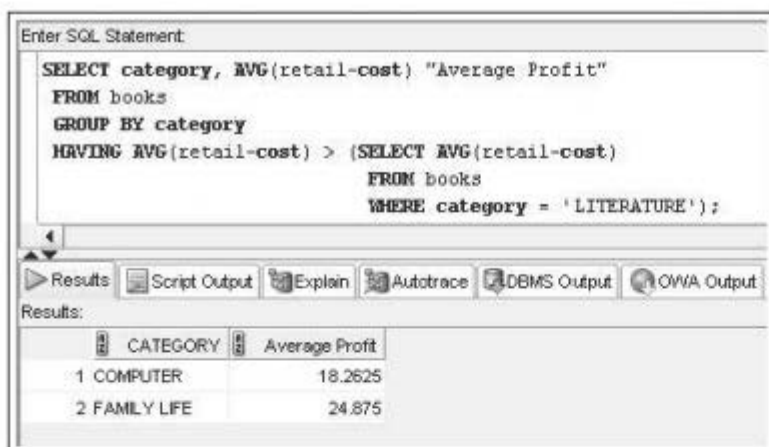 Enter SQL Statement:
SELECT category, AVG(retail-cost) "Average Profit"
FROM books
GROUP BY category
HAVING AVG(retail-cost) > (SELECT AVG(retail-cost)
FROM books
WHERE category = 'LITERATURE');
Results Script Output Explain Autotrace DBMS Output OWA Output
Results:
CATEGORY Average Profit
1 COMPUTER 18.2625
2 FAMILY LIFE 24.875